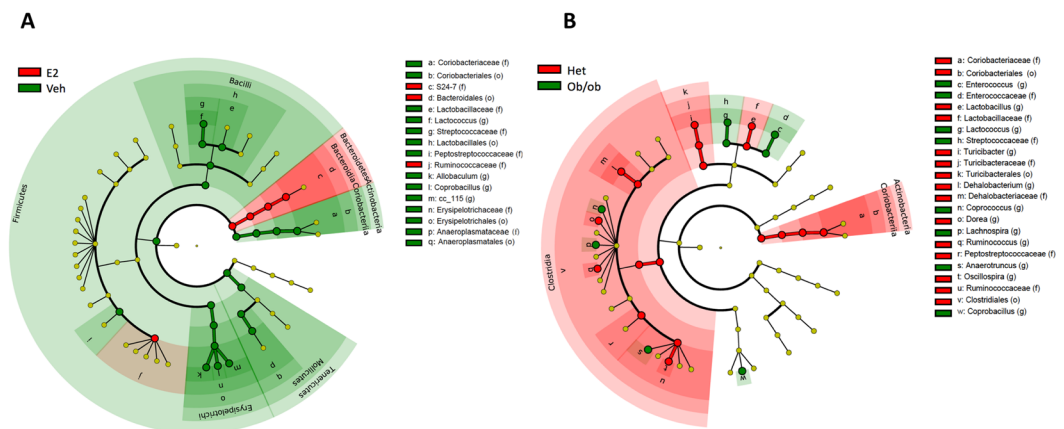 A
E2
Veh
Firmicutes
Bacilli
h
g
e
f
Bacteroidetes
Bacteroidia
d
c
Actinobacteria
Coriobacteriia
a
b
i
j
k
m
n
o
Erysipelotrichi
p
q
Mollicutes
Tenericutes
a: Coriobacteriaceae (f)
b: Coriobacteriales (o)
c: S24-7 (f)
d: Bacteroidales (o)
e: Lactobacillaceae (f)
f: Lactococcus (g)
g: Streptococcaceae (f)
h: Lactobacillales (o)
i: Peptostreptococcaceae (f)
j: Ruminococcaceae (f)
k: Allobaculum (g)
l: Coprobacillus (g)
m: cc_115 (g)
n: Erysipelotrichaceae (f)
o: Erysipelotrichales (o)
p: Anaeroplasmataceae (f)
q: Anaeroplasmatales (o)
B
Het
Ob/ob
Clostridia
k
j
h
g
f
e
d
c
Actinobacteria
Coriobacteriia
a
b
m
l
n
o
p
q
v
r
s
u
w
a: Coriobacteriaceae (f)
b: Coriobacteriales (o)
c: Enterococcus (g)
d: Enterococcaceae (f)
e: Lactobacillus (g)
f: Lactobacillaceae (f)
g: Lactococcus (g)
h: Streptococcaceae (f)
i: Turicibacter (g)
j: Turicibacteraceae (f)
k: Turicibacterales (o)
l: Dehalobacterium (g)
m: Dehalobacteriaceae (f)
n: Coprococcus (g)
o: Dorea (g)
p: Lachnospira (g)
q: Ruminococcus (g)
r: Peptostreptococcaceae (f)
s: Anaerotruncus (g)
t: Oscillospira (g)
u: Ruminococcaceae (f)
v: Clostridiales (o)
w: Coprobacillus (g)